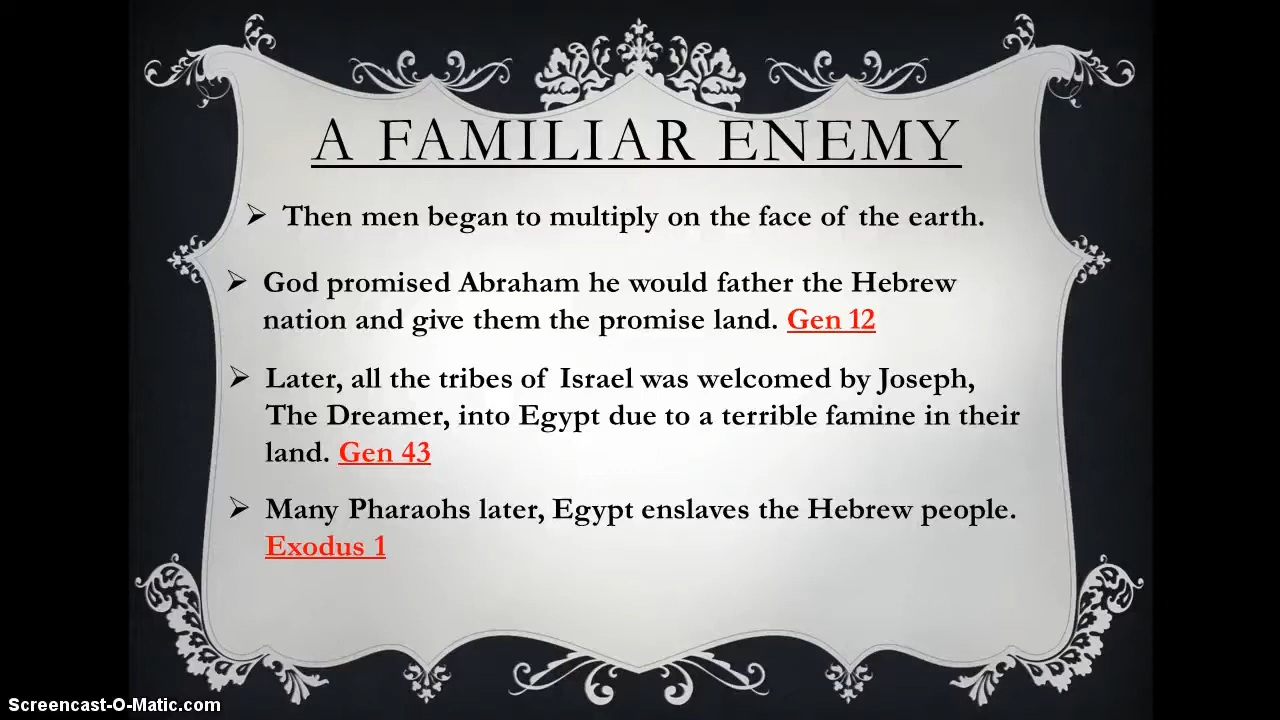 A FAMILIAR ENEMY
➢ Then men began to multiply on the face of the earth.
➢ God promised Abraham he would father the Hebrew
nation and give them the promise land. Gen 12
➢ Later, all the tribes of Israel was welcomed by Joseph,
The Dreamer, into Egypt due to a terrible famine in their
land. Gen 43
➢ Many Pharaohs later, Egypt enslaves the Hebrew people.
Exodus 1
Screencast-O-Matic.com